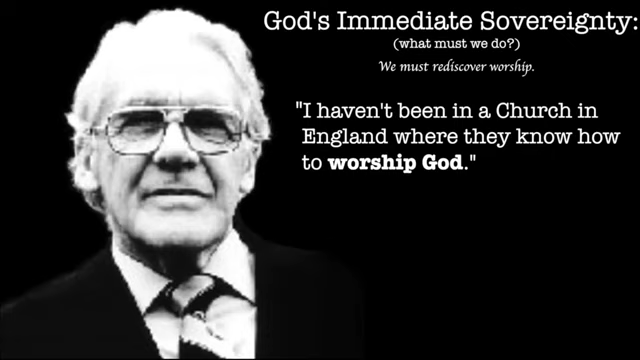 God's Immediate Sovereignty:
(what must we do?)
We must rediscover worship.
"I haven't been in a Church in
England where they know how
to worship God."